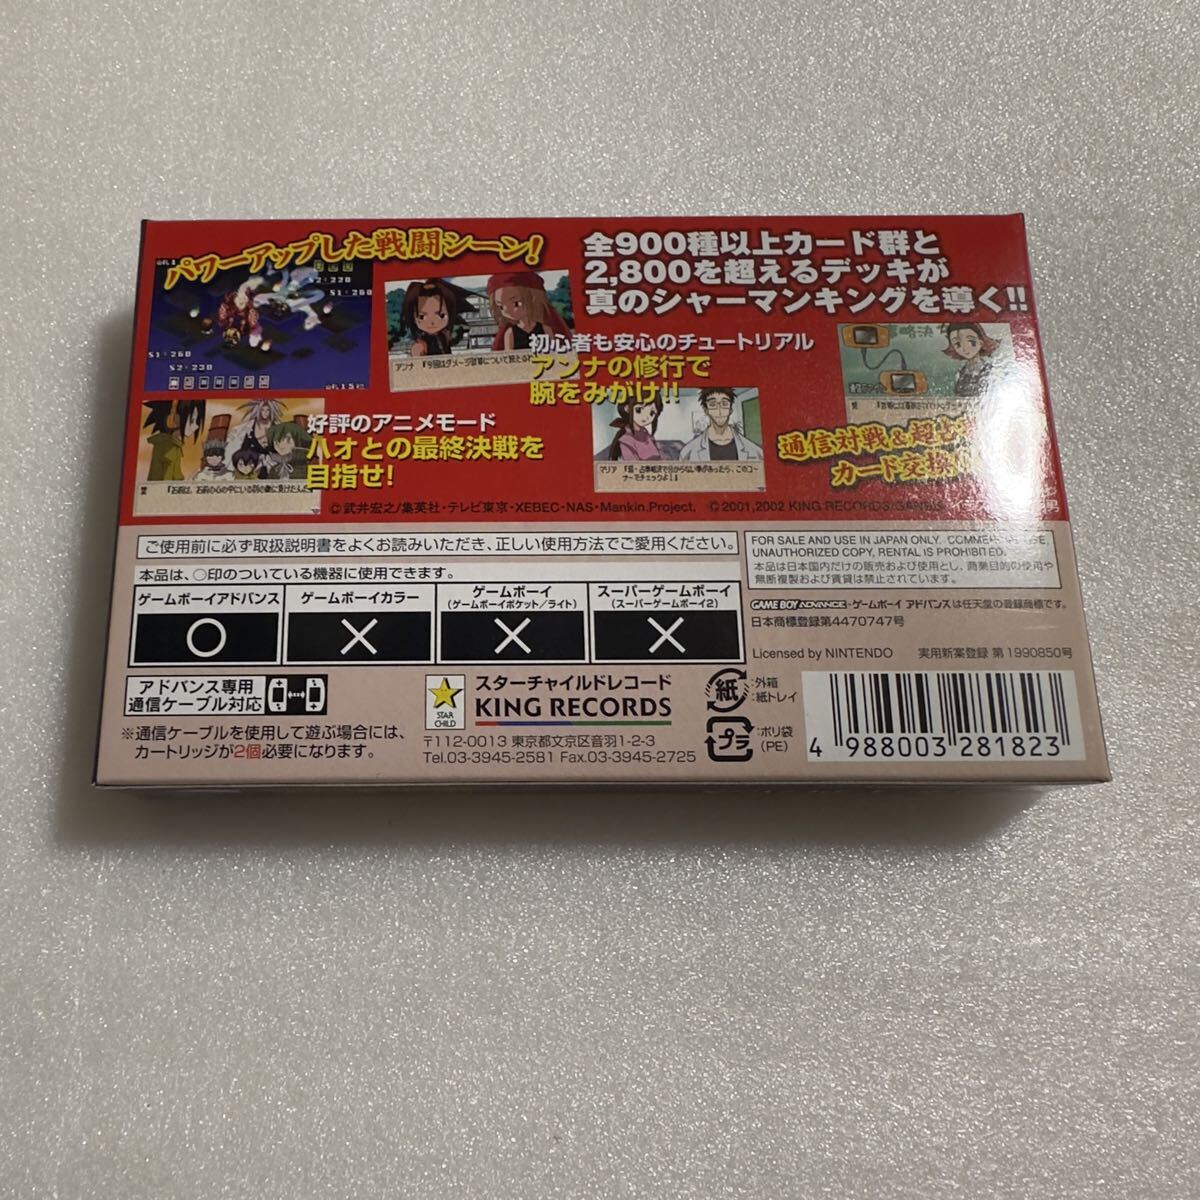 パワーアップした戦闘シーン!
全900種以上カード群と
2,800を超えるデッキが
真のシャーマンキングを導く!!
S2:220
S1:260
S1:260
S2:230
初心者も安心のチュートリアル
アンナの修行で
腕をみがけ!!
アンナ
好評のアニメモード
ハオとの最終決戦を
目指せ!
マリア
通信対戦&超占
カード交換
©武井宏之/集英社・テレビ東京・XEBEC・NAS・Mankin.Project. ©2001,2002 KING RECORDS/
ご使用前に必ず取扱説明書をよくお読みいただき、正しい使用方法でご愛用ください。
FOR SALE AND USE IN JAPAN ONLY. COMMERCIAL USE,
UNAUTHORIZED COPY, RENTAL IS PROHIBITED.
本品は日本国内だけの販売および使用とし、商業目的の使用や
無断複製および賃貸は禁止されています。
本品は、○印のついている機器に使用できます。
ゲームボーイアドバンス
ゲームボーイカラー
ゲームボーイ
(ゲームボーイポケット/ライト)
スーパーゲームボーイ
(スーパーゲームボーイ2)
○ × × ×
GAME BOY ADVANCE・ゲームボーイ アドバンスは任天堂の登録商標です。
日本商標登録第4470747号
Licensed by NINTENDO 実用新案登録 第1990850号
アドバンス専用
通信ケーブル対応
※通信ケーブルを使用して遊ぶ場合には、
カートリッジが2個必要になります。
STAR
CHILD
スターチャイルドレコード
KING RECORDS
〒112-0013 東京都文京区音羽1-2-3
Tel.03-3945-2581 Fax.03-3945-2725
紙
:外箱
:紙トレイ
プラ
:ポリ袋
(PE)
4 988003 281823